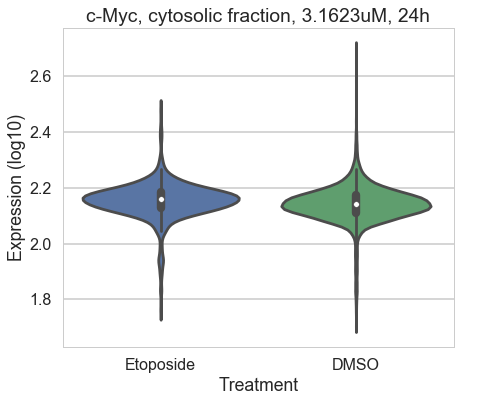 c-Myc, cytosolic fraction, 3.1623uM, 24h
Expression (log10)
2.6
2.4
2.2
2.0
1.8
Etoposide DMSO
Treatment